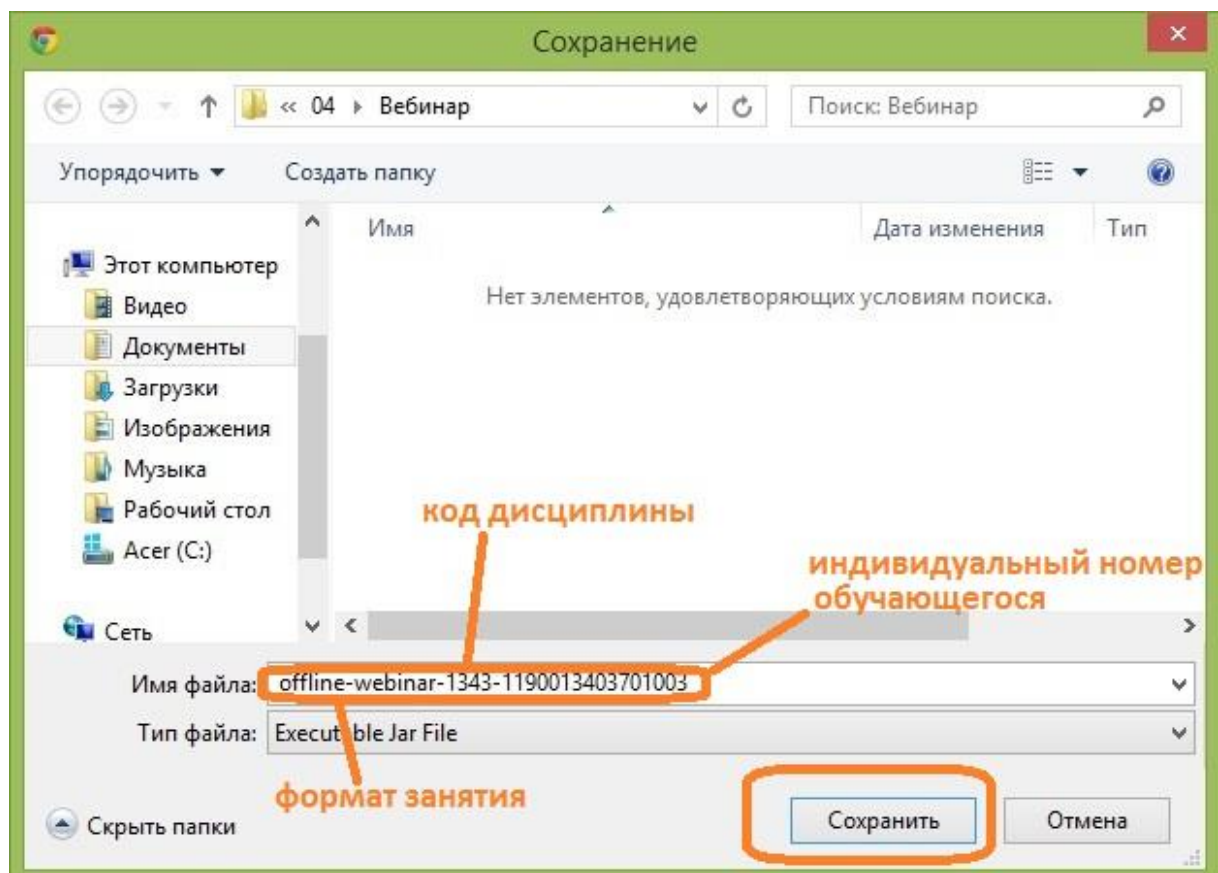 Сохранение
« 04 Вебинар
Поиск: Вебинар
Упорядочить
Создать папку
Имя
Дата изменения
Тип
Нет элементов, удовлетворяющих условиям поиска.
Этот компьютер
Видео
Документы
Загрузки
Изображения
Музыка
Рабочий стол
Acer (C:)
Сеть
код дисциплины
индивидуальный номер
обучающегося
Имя файла: offline-webinar-1343-1190013403701003
Тип файла: Executable Jar File
формат занятия
Скрыть папки
Сохранить
Отмена